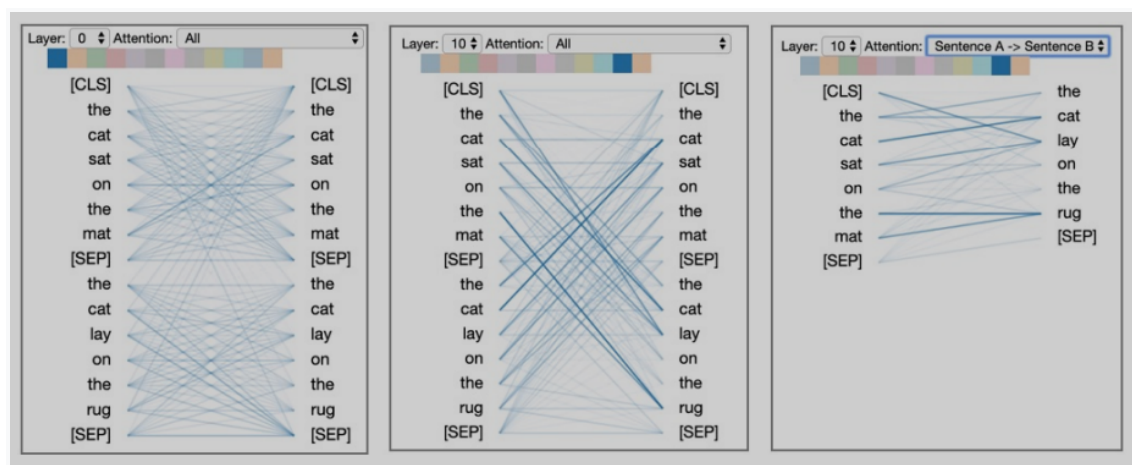 Layer: 0 Attention: All
[CLS] [CLS]
the the
cat cat
sat sat
on on
the the
mat mat
[SEP] [SEP]
the the
cat cat
lay lay
on on
the the
rug rug
[SEP] [SEP]
Layer: 10 Attention: All
[CLS] [CLS]
the the
cat cat
sat sat
on on
the the
mat mat
[SEP] [SEP]
the the
cat cat
lay lay
on on
the the
rug rug
[SEP] [SEP]
Layer: 10 Attention: Sentence A -> Sentence B
[CLS] the
the cat
cat lay
sat on
on the
the rug
mat [SEP]
[SEP]